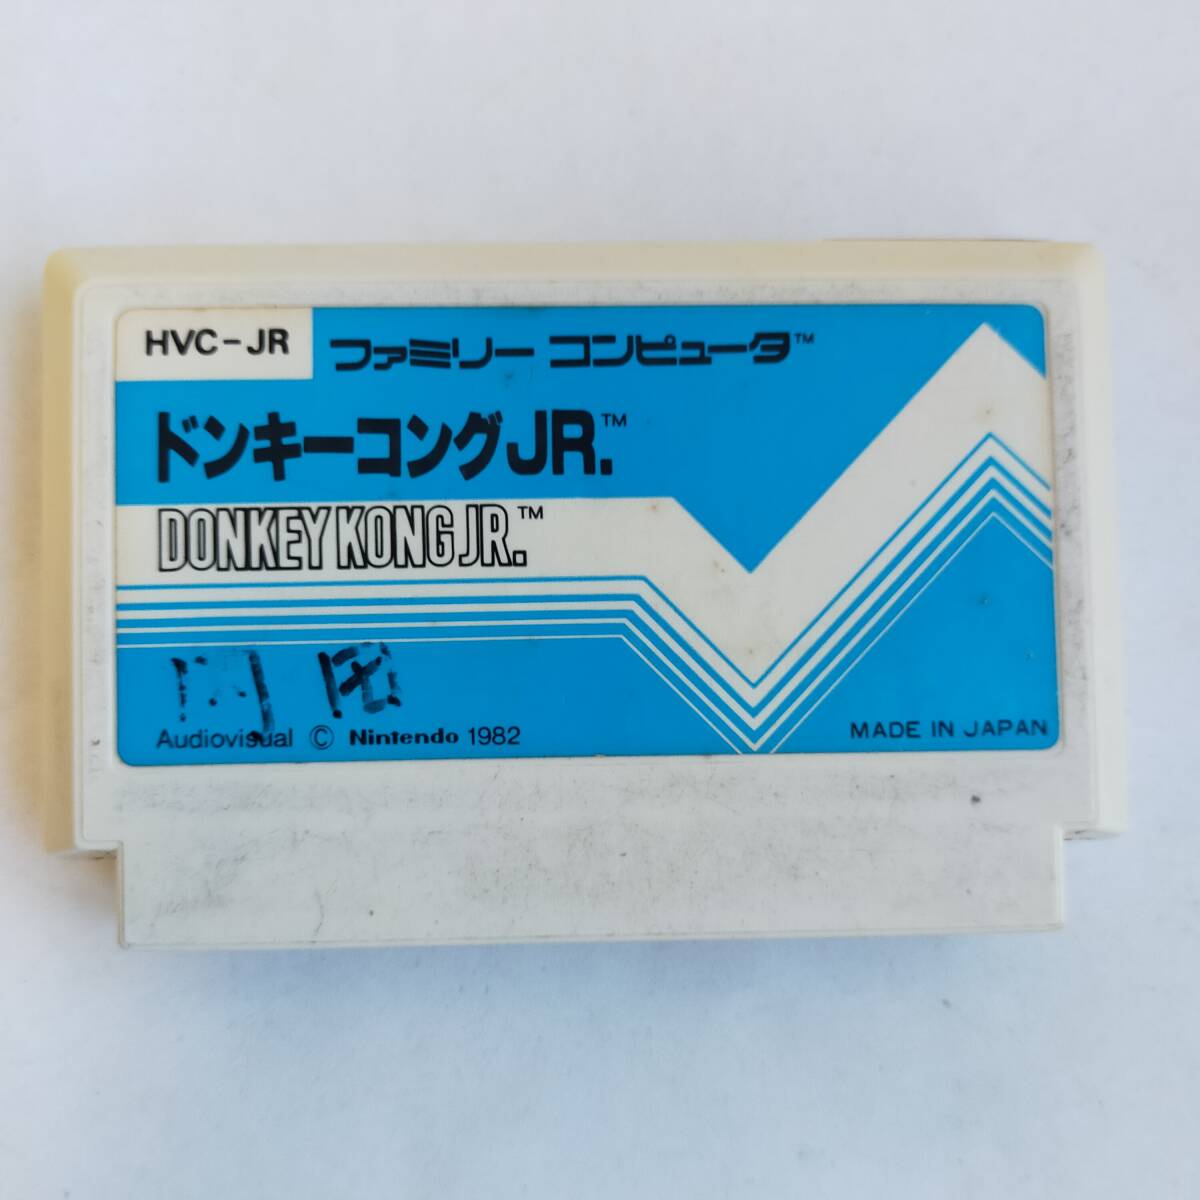 HVC-JR
ファミリー コンピュータ™
ドンキーコングJR.™
DONKEY KONG JR.™
Audiovisual © Nintendo 1982
MADE IN JAPAN